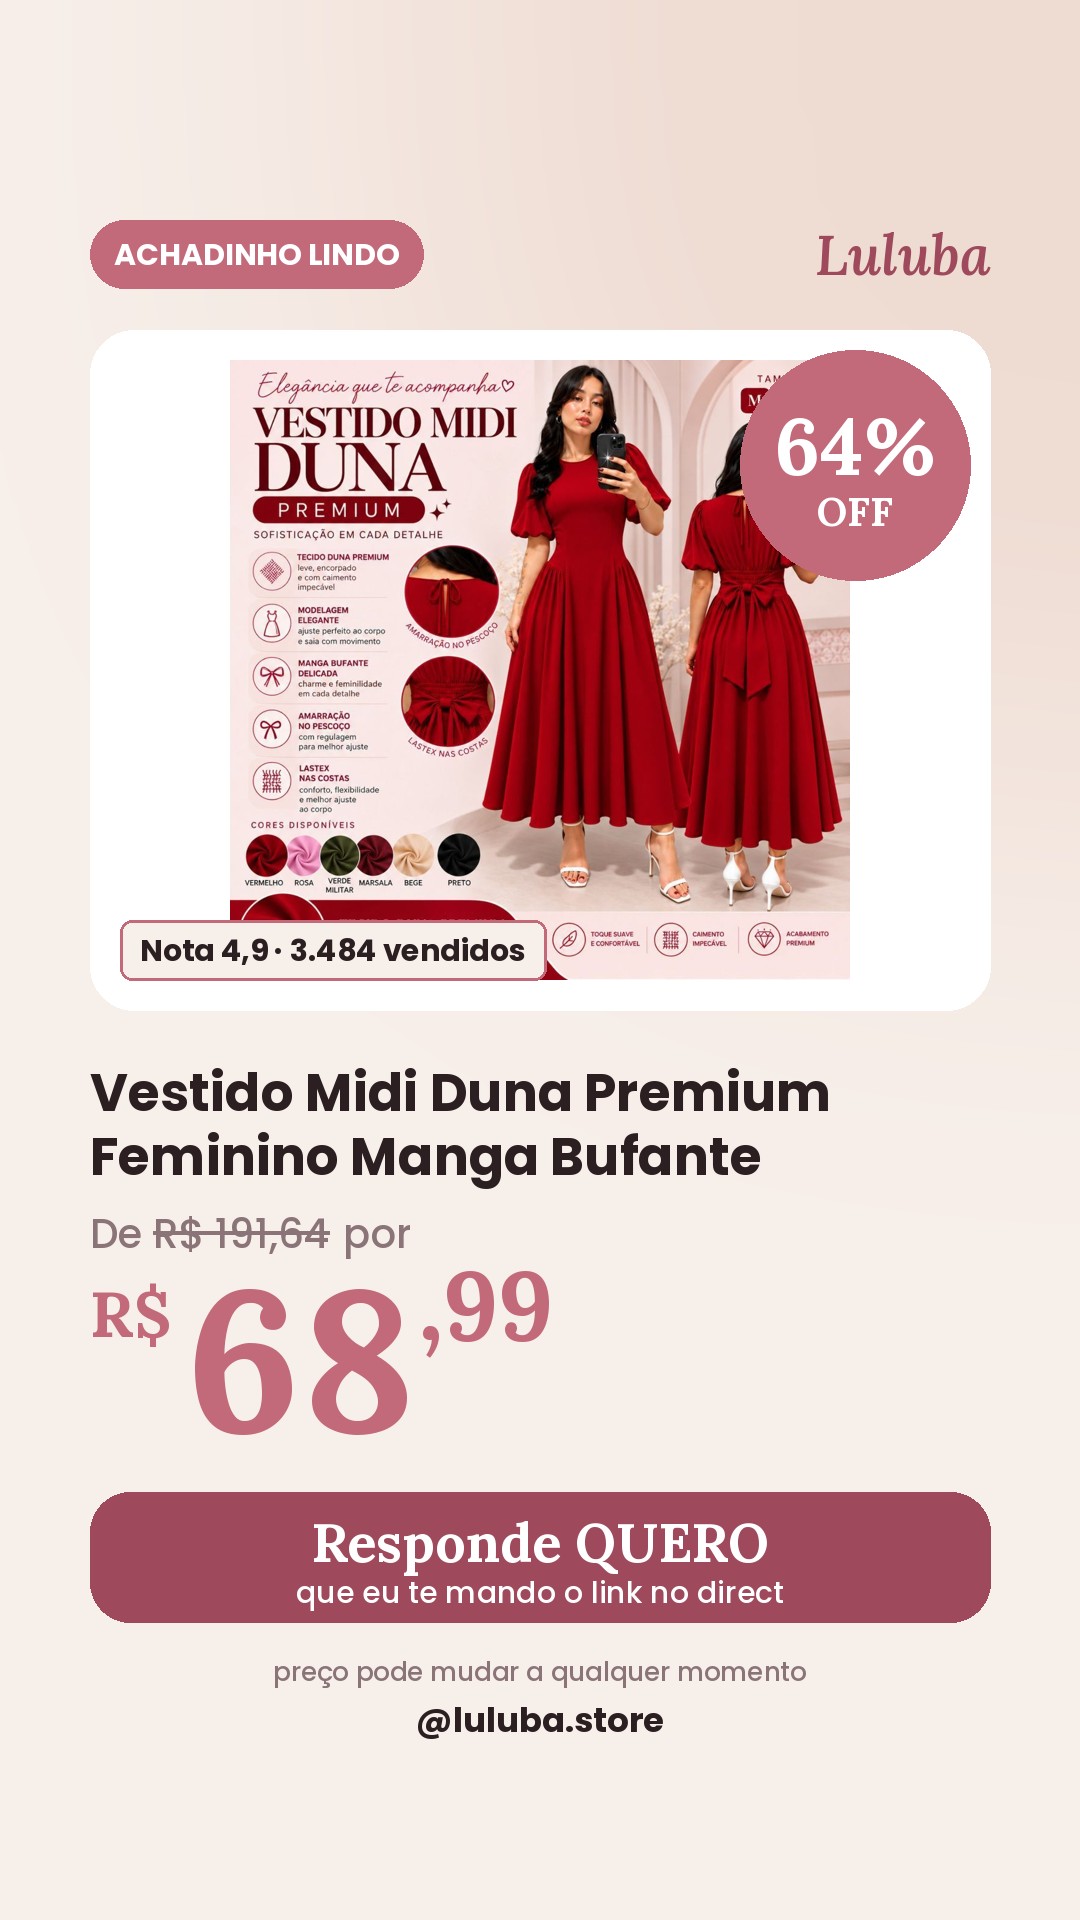 ACHADINHO LINDO
Luluba
Elegância que te acompanha
VESTIDO MIDI
DUNA
PREMIUM
SOFISTICAÇÃO EM CADA DETALHE
TECIDO DUNA PREMIUM
leve, encorpado
e com caimento
impecável
MODELAGEM
ELEGANTE
ajuste perfeito ao corpo
e saia com movimento
MANGA BUFANTE
DELICADA
charme e feminilidade
em cada detalhe
AMARRAÇÃO
NO PESCOÇO
com regulagem
para melhor ajuste
LASTEX
NAS COSTAS
conforto, flexibilidade
e melhor ajuste
ao corpo
AMARRAÇÃO NO PESCOÇO
LASTEX NAS COSTAS
CORES DISPONÍVEIS
VERMELHO
ROSA
VERDE
MILITAR
MARSALA
BEGE
PRETO
64%
OFF
TOQUE SUAVE
E CONFORTÁVEL
CAIMENTO
IMPECÁVEL
ACABAMENTO
PREMIUM
Nota 4,9 · 3.484 vendidos
Vestido Midi Duna Premium
Feminino Manga Bufante
De R$ 191,64 por
R$ 68,99
Responde QUERO
que eu te mando o link no direct
preço pode mudar a qualquer momento
@luluba.store